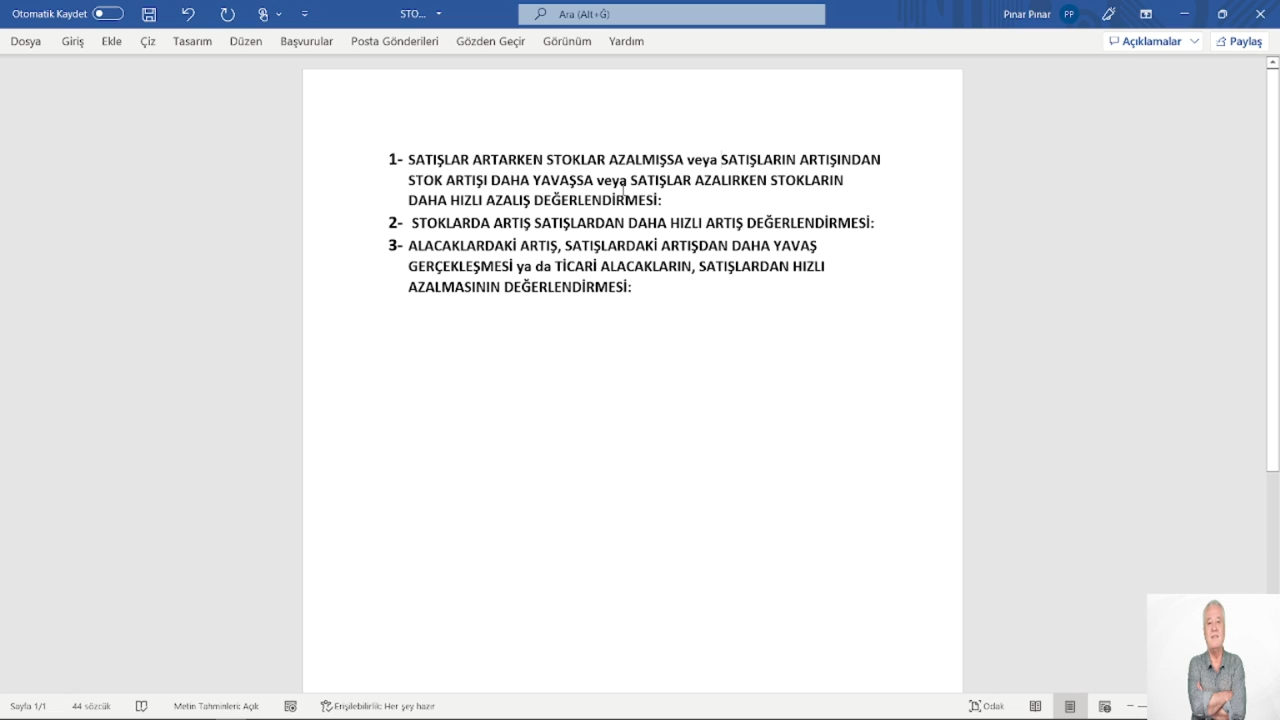 Otomatik Kaydet
STO...
Ara (Alt+Ğ)
Pınar Pınar
PP
Dosya Giriş Ekle Çiz Tasarım Düzen Başvurular Posta Gönderileri Gözden Geçir Görünüm Yardım
Açıklamalar
Paylaş
1- SATIŞLAR ARTARKEN STOKLAR AZALMIŞSA veya SATIŞLARIN ARTIŞINDAN
STOK ARTIŞI DAHA YAVAŞSA veya SATIŞLAR AZALIRKEN STOKLARIN
DAHA HIZLI AZALIŞ DEĞERLENDİRMESİ:
2- STOKLARDA ARTIŞ SATIŞLARDAN DAHA HIZLI ARTIŞ DEĞERLENDİRMESİ:
3- ALACAKLARDAKİ ARTIŞ, SATIŞLARDAKİ ARTIŞDAN DAHA YAVAŞ
GERÇEKLEŞMESİ ya da TİCARİ ALACAKLARIN, SATIŞLARDAN HIZLI
AZALMASININ DEĞERLENDİRMESİ:
Sayfa 1/1 44 sözcük Metin Tahminleri: Açık Erişilebilirlik: Her şey hazır
Odak